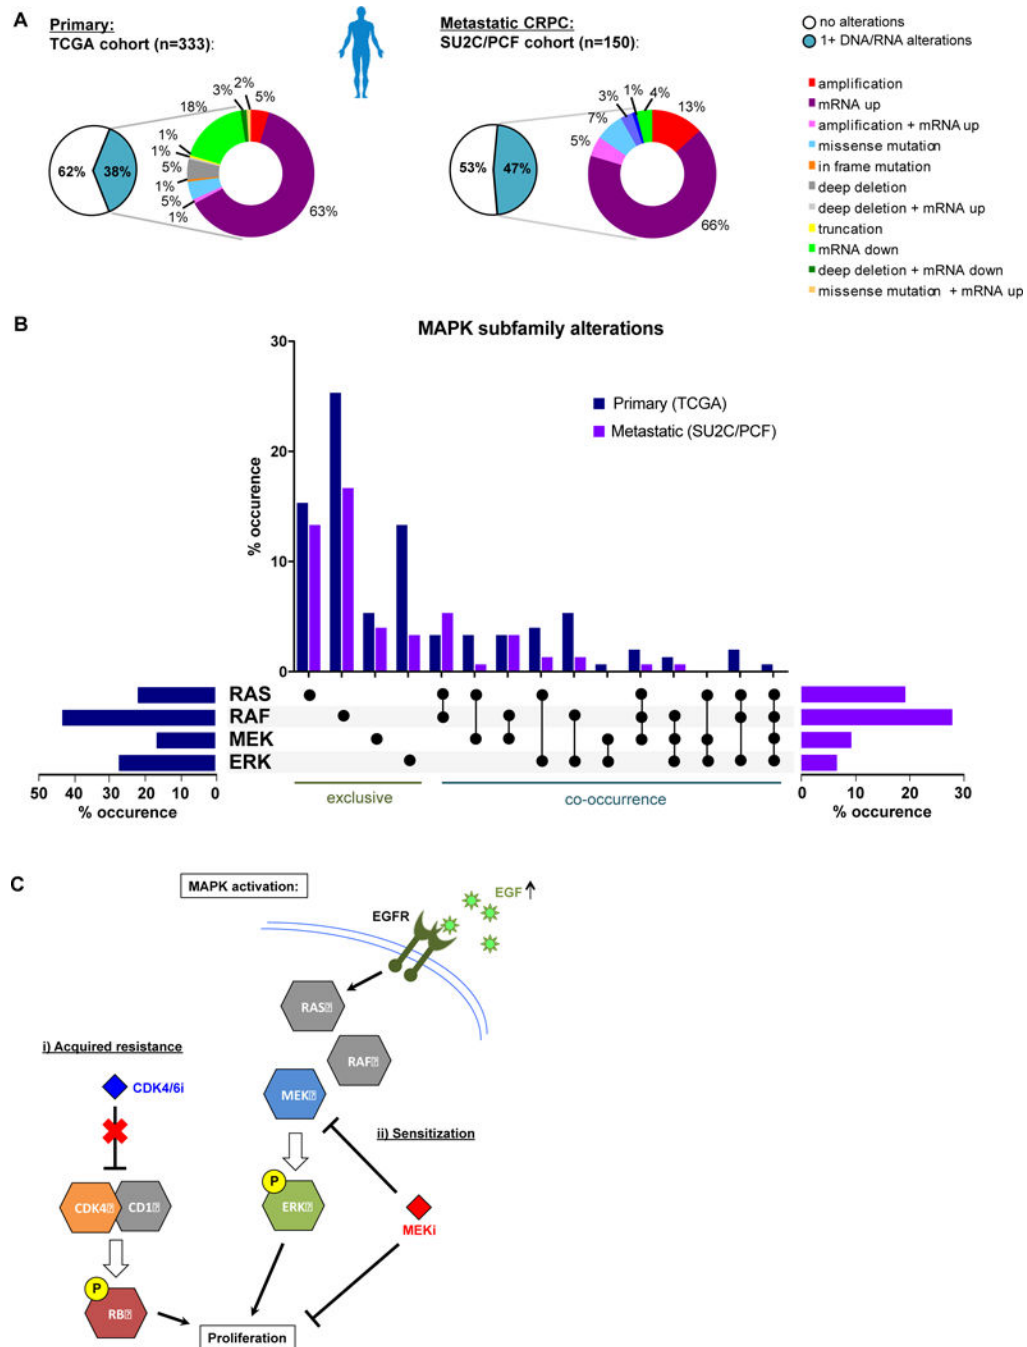 A
Primary:
TCGA cohort (n=333):
Metastatic CRPC:
SU2C/PCF cohort (n=150):
no alterations
1+ DNA/RNA alterations
62%
38%
18%
3%
2%
5%
1%
1%
5%
1%
5%
1%
63%
53%
47%
5%
7%
3%
1%
4%
13%
66%
amplification
mRNA up
amplification + mRNA up
missense mutation
in frame mutation
deep deletion
deep deletion + mRNA up
truncation
mRNA down
deep deletion + mRNA down
missense mutation + mRNA up
B
MAPK subfamily alterations
% occurence
30
20
10
0
Primary (TCGA)
Metastatic (SU2C/PCF)
RAS
RAF
MEK
ERK
50 40 30 20 10 0
% occurence
exclusive
co-occurrence
0 10 20 30
% occurence
C
MAPK activation:
EGF
EGFR
RAS
RAF
i) Acquired resistance
CDK4/6i
MEK
ii) Sensitization
P
CDK4
CD1
ERK
MEKi
P
RB
Proliferation